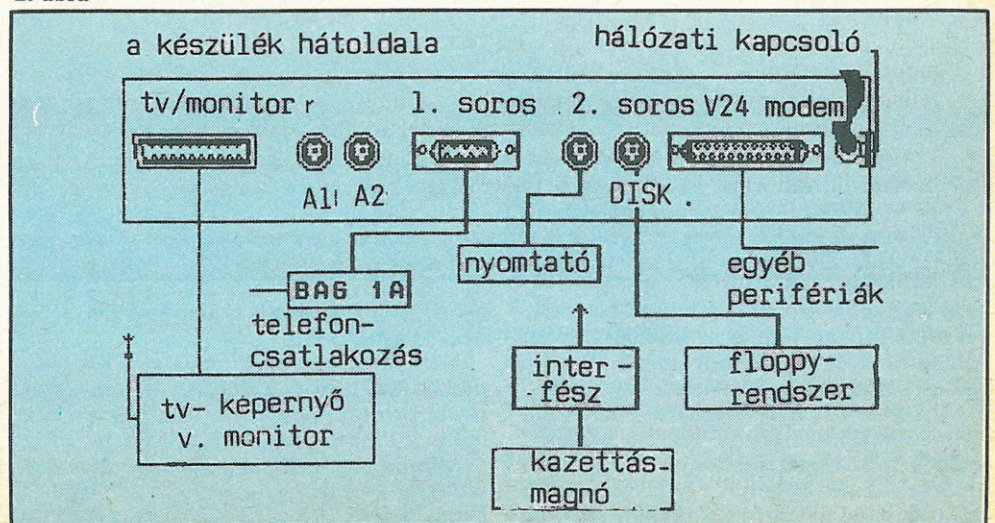 a készülék hátoldala
hálózati kapcsoló
tv/monitor r 1. soros 2. soros V24 modem
A1 A2 DISK .
nyomtató
egyéb
perifériák
BAG 1A
telefon-
csatlakozás
inter-
fész
floppy-
rendszer
tv- képernyő
v. monitor
kazettás-
magnó